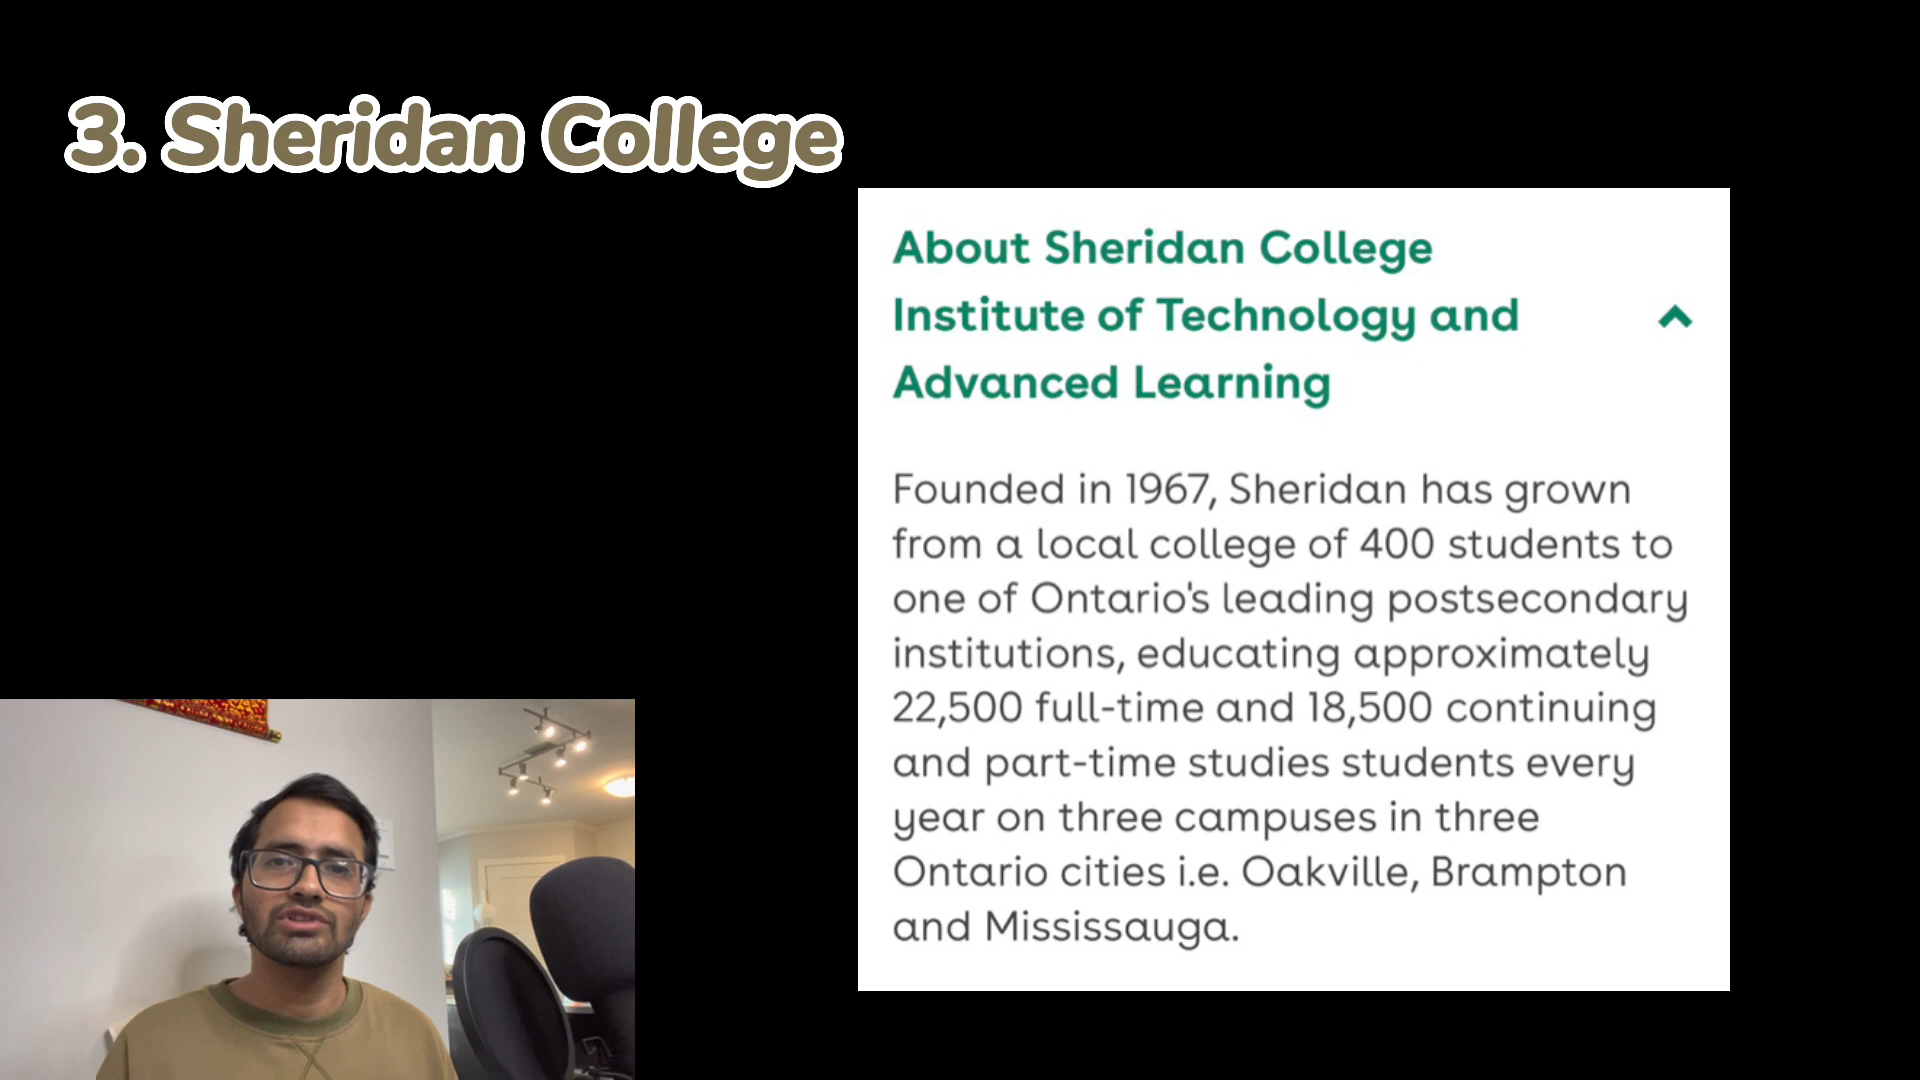 3. Sheridan College
About Sheridan College
Institute of Technology and
Advanced Learning
Founded in 1967, Sheridan has grown
from a local college of 400 students to
one of Ontario's leading postsecondary
institutions, educating approximately
22,500 full-time and 18,500 continuing
and part-time studies students every
year on three campuses in three
Ontario cities i.e. Oakville, Brampton
and Mississauga.